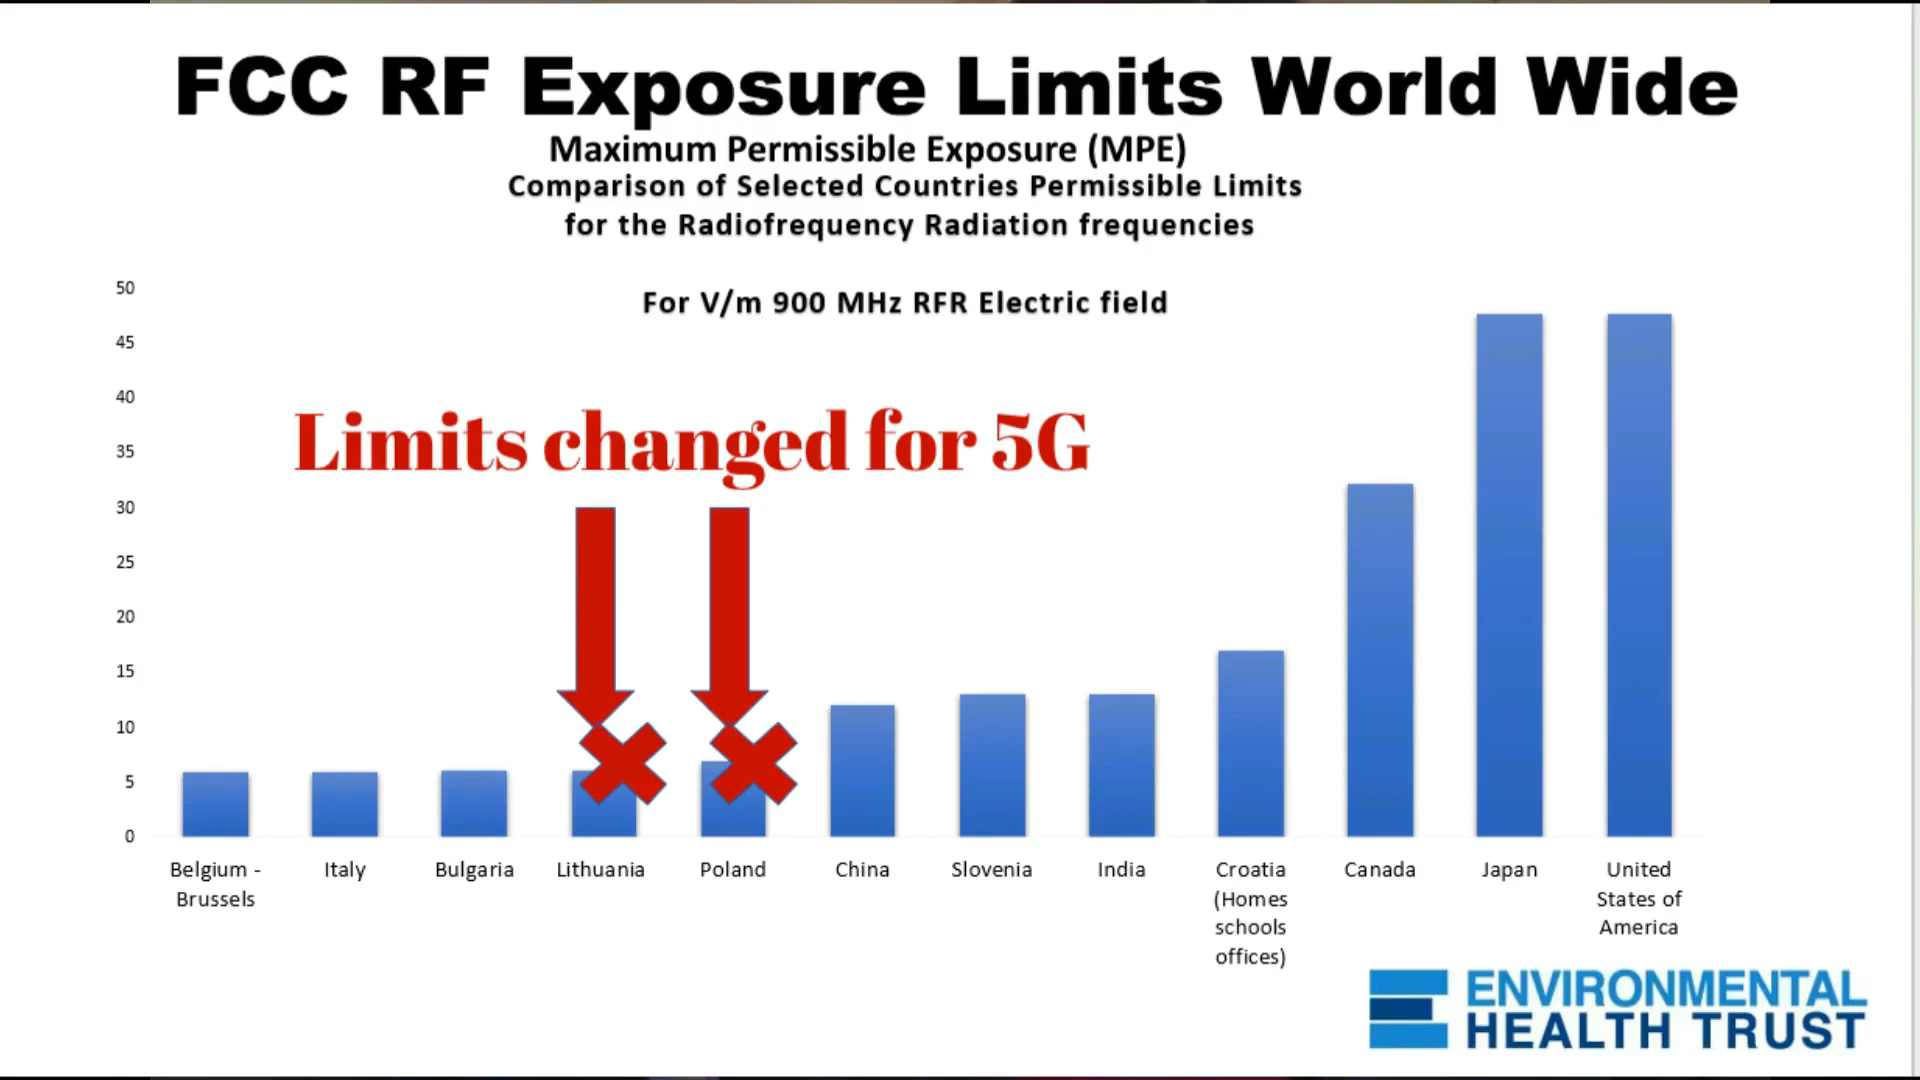 FCC RF Exposure Limits World Wide
Maximum Permissible Exposure (MPE)
Comparison of Selected Countries Permissible Limits
for the Radiofrequency Radiation frequencies
For V/m 900 MHz RFR Electric field
50
45
40
35
30
25
20
15
10
5
0
Limits changed for 5G
Belgium -
Brussels
Italy
Bulgaria
Lithuania
Poland
China
Slovenia
India
Croatia
(Homes
schools
offices)
Canada
Japan
United
States of
America
ENVIRONMENTAL
HEALTH TRUST